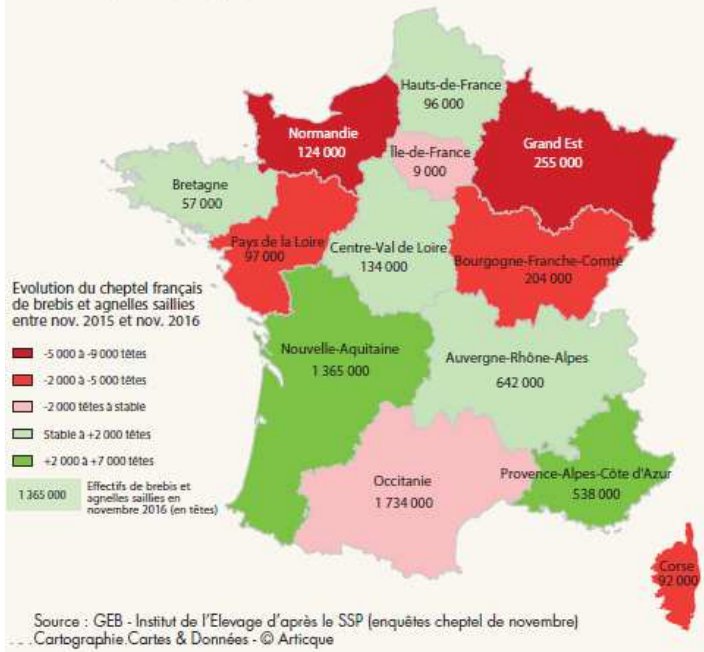 Hauts-de-France
96 000
Normandie
124 000
Île-de-France
9 000
Grand Est
255 000
Bretagne
57 000
Pays de la Loire
97 000
Centre-Val de Loire
134 000
Bourgogne-Franche-Comté
204 000
Evolution du cheptel français
de brebis et agnelles saillies
entre nov. 2015 et nov. 2016
-5 000 à -9 000 têtes
-2 000 à -5 000 têtes
-2 000 têtes à stable
Stable à +2 000 têtes
+2 000 à +7 000 têtes
1 365 000
Effectifs de brebis et
agnelles saillies en
novembre 2016 (en têtes)
Nouvelle-Aquitaine
1 365 000
Auvergne-Rhône-Alpes
642 000
Occitanie
1 734 000
Provence-Alpes-Côte d'Azur
538 000
Corse
92 000
Source : GEB - Institut de l'Elevage d'après le SSP (enquêtes cheptel de novembre)
Cartographie Cartes & Données - © Articque